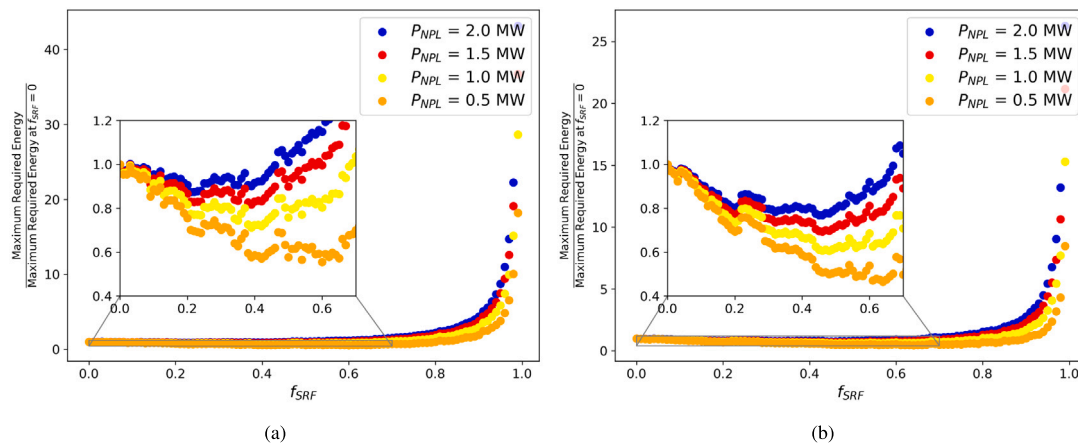 P_NPL = 2.0 MW
P_NPL = 1.5 MW
P_NPL = 1.0 MW
P_NPL = 0.5 MW
Maximum Required Energy
Maximum Required Energy at f_SRF = 0
40
30
20
10
0
1.2
1.0
0.8
0.6
0.4
0.0 0.2 0.4 0.6
0.0 0.2 0.4 0.6 0.8 1.0
f_SRF
(a)
P_NPL = 2.0 MW
P_NPL = 1.5 MW
P_NPL = 1.0 MW
P_NPL = 0.5 MW
Maximum Required Energy
Maximum Required Energy at f_SRF = 0
25
20
15
10
5
0
1.2
1.0
0.8
0.6
0.4
0.0 0.2 0.4 0.6
0.0 0.2 0.4 0.6 0.8 1.0
f_SRF
(b)